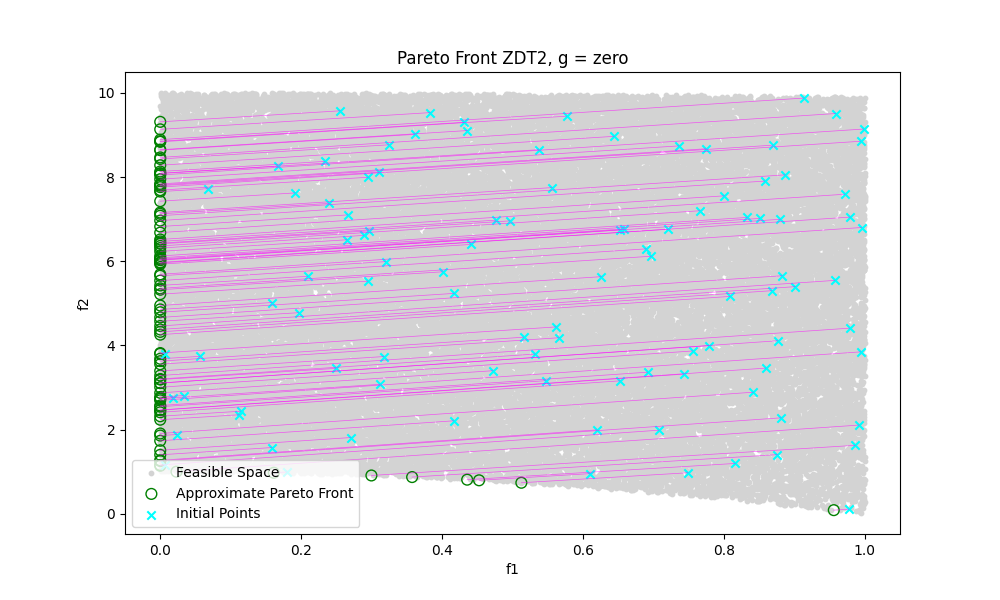 Pareto Front ZDT2, g = zero
f2
10
8
6
4
2
0
Feasible Space
Approximate Pareto Front
Initial Points
0.0
0.2
0.4
0.6
0.8
1.0
f1